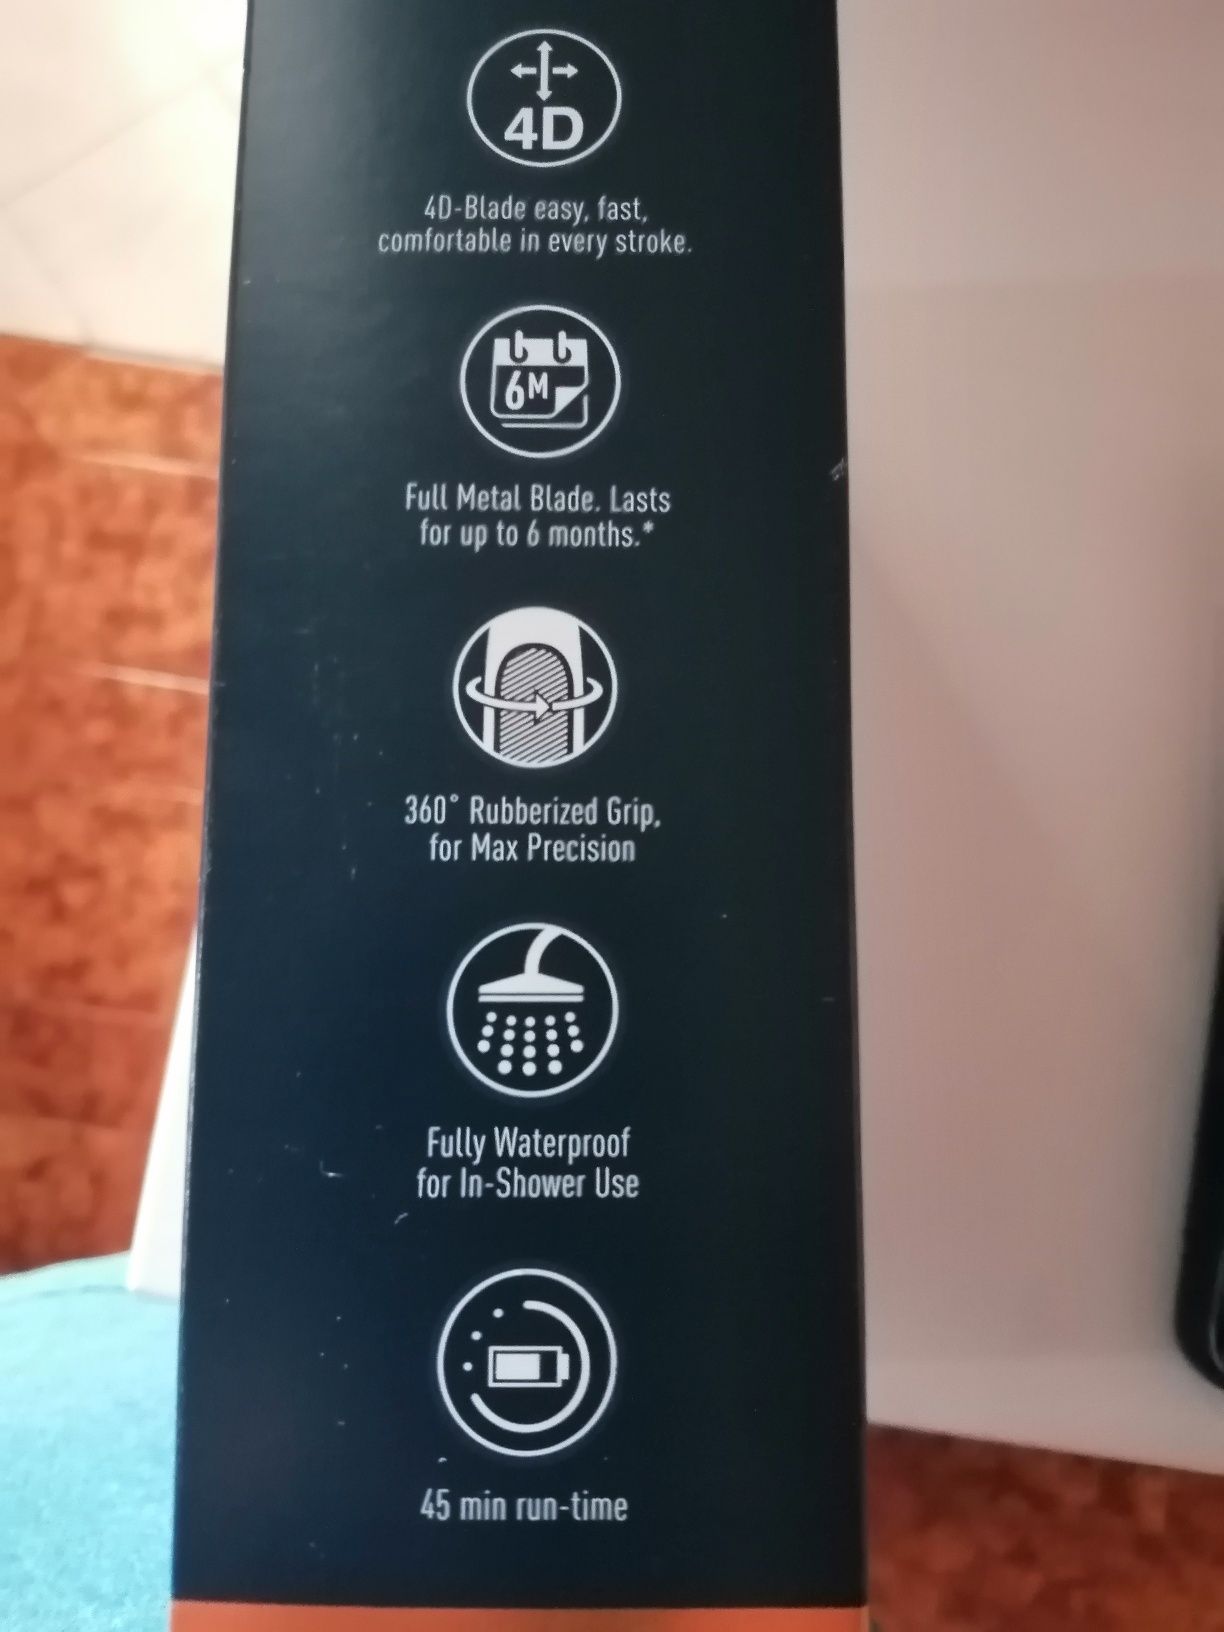 4D
4D-Blade easy, fast,
comfortable in every stroke.
6M
Full Metal Blade. Lasts
for up to 6 months.*
360° Rubberized Grip,
for Max Precision
Fully Waterproof
for In-Shower Use
45 min run-time